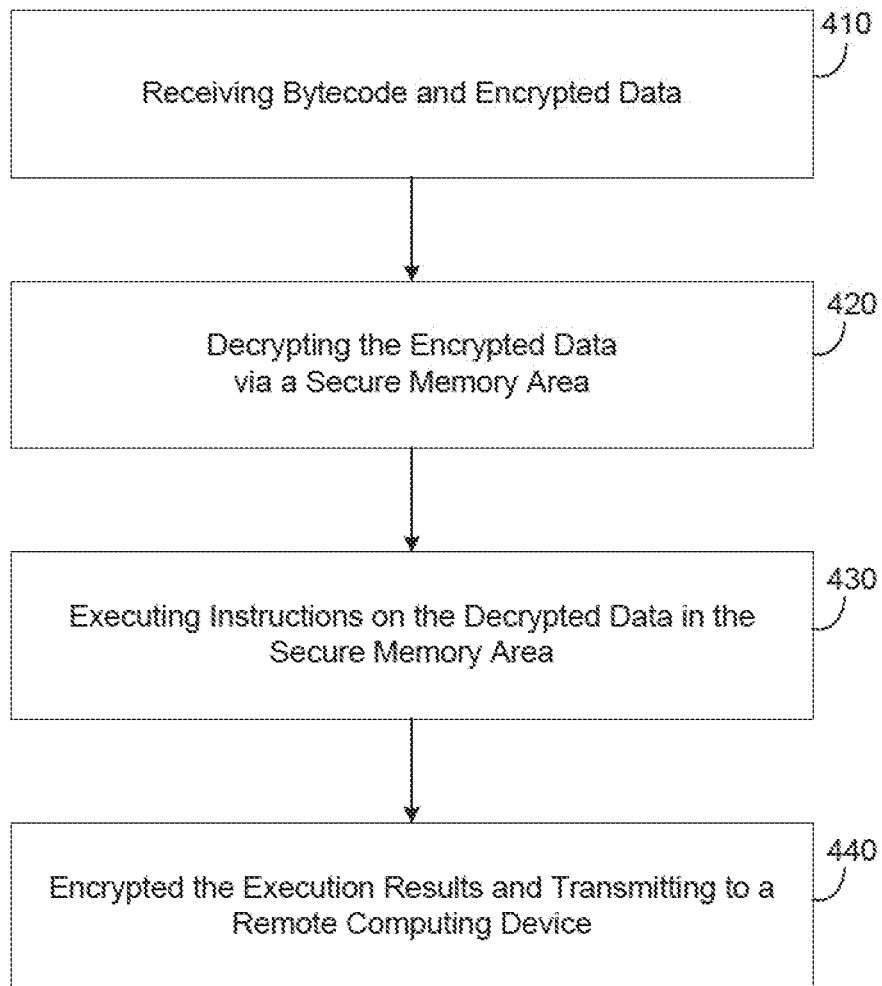 410
Receiving Bytecode and Encrypted Data
420
Decrypting the Encrypted Data
via a Secure Memory Area
430
Executing Instructions on the Decrypted Data in the
Secure Memory Area
440
Encrypted the Execution Results and Transmitting to a
Remote Computing Device